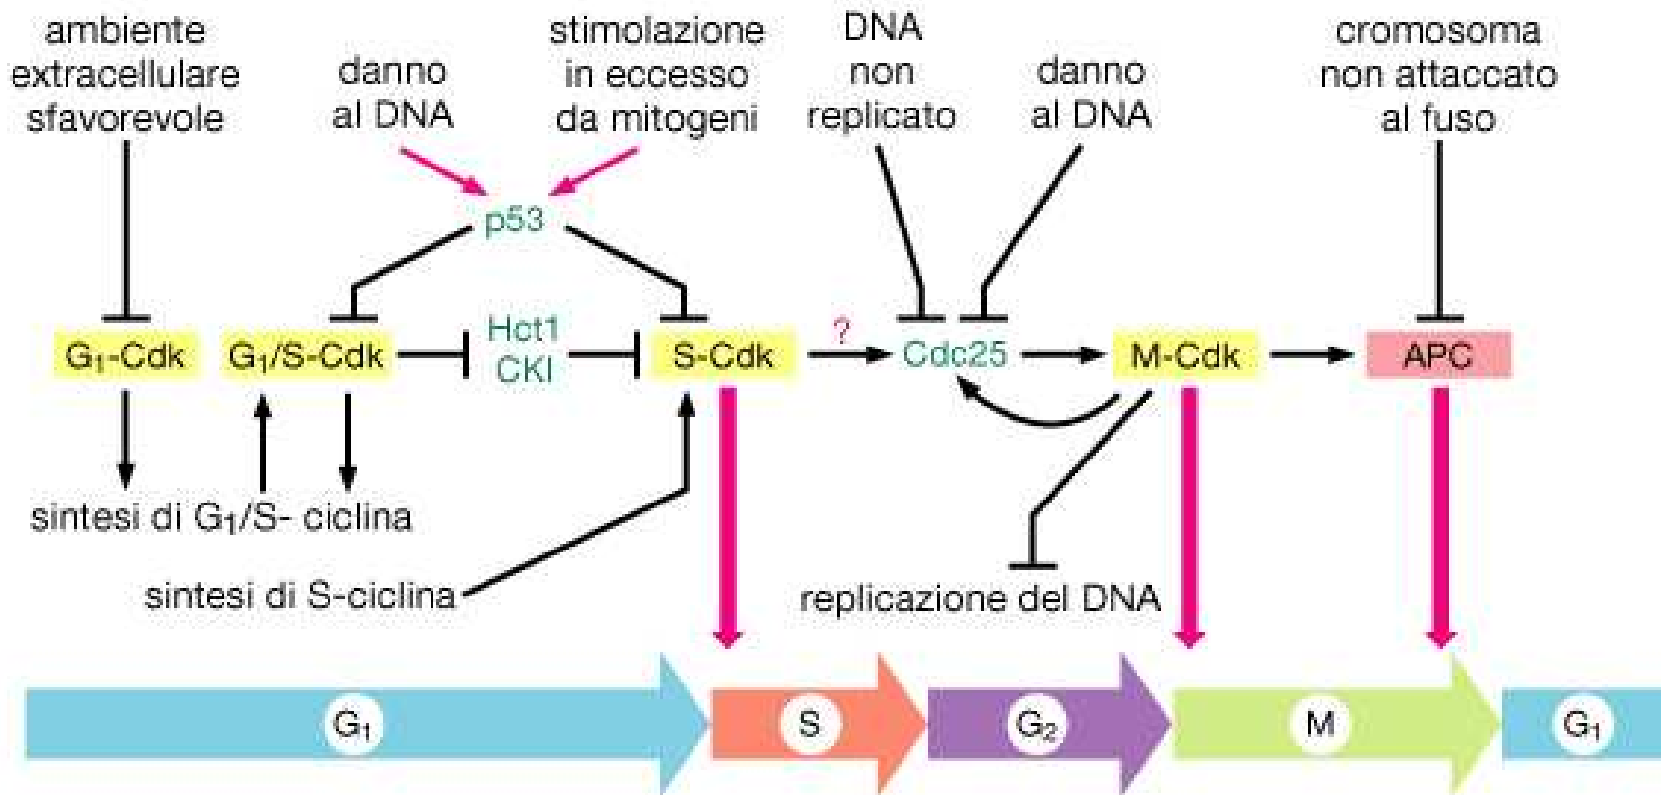 ambiente
extracellulare
sfavorevole
danno
al DNA
stimolazione
in eccesso
da mitogeni
DNA
non
replicato
danno
al DNA
cromosoma
non attaccato
al fuso
p53
G₁-Cdk
G₁/S-Cdk
Hct1
CKI
S-Cdk
?
Cdc25
M-Cdk
APC
sintesi di G₁/S- ciclina
sintesi di S-ciclina
replicazione del DNA
G₁
S
G₂
M
G₁